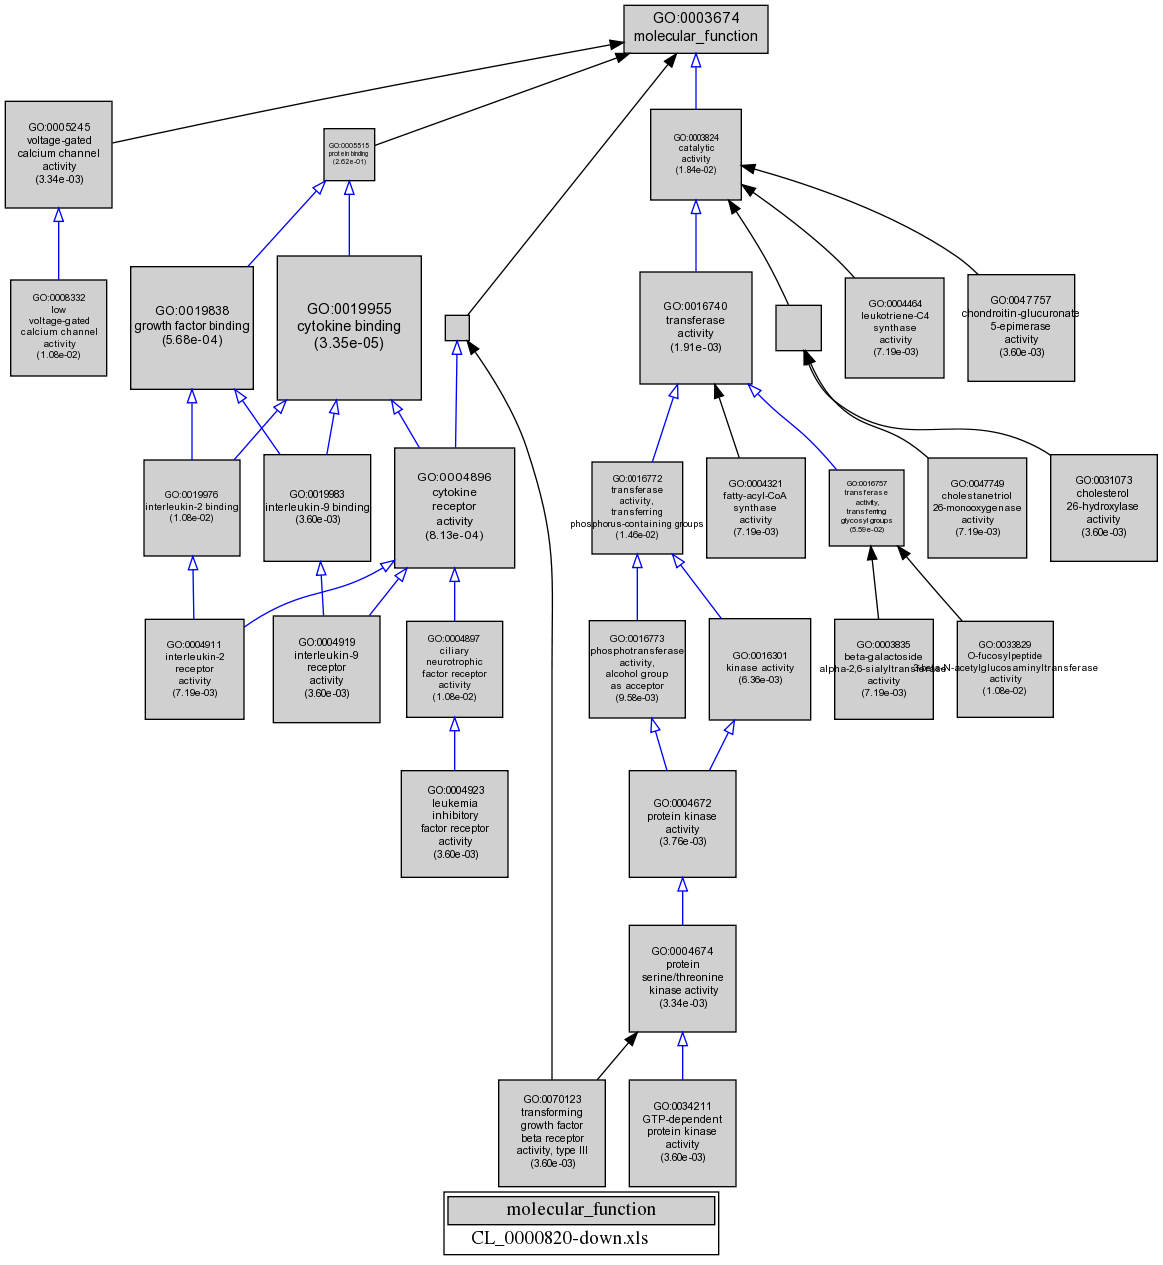 GO:0003674
molecular_function
GO:0005245
voltage-gated
calcium channel
activity
(3.34e-03)
GO:0005515
protein binding
(2.62e-01)
GO:0003824
catalytic
activity
(1.84e-02)
GO:0008332
low
voltage-gated
calcium channel
activity
(1.08e-02)
GO:0019838
growth factor binding
(5.68e-04)
GO:0019955
cytokine binding
(3.35e-05)
GO:0016740
transferase
activity
(1.91e-03)
GO:0004464
leukotriene-C4
synthase
activity
(7.19e-03)
GO:0047757
chondroitin-glucuronate
5-epimerase
activity
(3.60e-03)
GO:0019976
interleukin-2 binding
(1.08e-02)
GO:0019983
interleukin-9 binding
(3.60e-03)
GO:0004896
cytokine
receptor
activity
(8.13e-04)
GO:0016772
transferase
activity,
transferring
phosphorus-containing groups
(1.46e-02)
GO:0004321
fatty-acyl-CoA
synthase
activity
(7.19e-03)
GO:0016757
transferase
activity,
transferring
glycosyl groups
(5.59e-02)
GO:0047749
cholestanetriol
26-monooxygenase
activity
(7.19e-03)
GO:0031073
cholesterol
26-hydroxylase
activity
(3.60e-03)
GO:0004911
interleukin-2
receptor
activity
(7.19e-03)
GO:0004919
interleukin-9
receptor
activity
(3.60e-03)
GO:0004897
ciliary
neurotrophic
factor receptor
activity
(1.08e-02)
GO:0016773
phosphotransferase
activity,
alcohol group
as acceptor
(9.58e-03)
GO:0016301
kinase activity
(6.36e-03)
GO:0003835
beta-galactoside
alpha-2,6-sialyltransferase
activity
(7.19e-03)
GO:0033829
O-fucosylpeptide
3-beta-N-acetylglucosaminyltransferase
activity
(1.08e-02)
GO:0004923
leukemia
inhibitory
factor receptor
activity
(3.60e-03)
GO:0004672
protein kinase
activity
(3.76e-03)
GO:0004674
protein
serine/threonine
kinase activity
(3.34e-03)
GO:0070123
transforming
growth factor
beta receptor
activity, type III
(3.60e-03)
GO:0034211
GTP-dependent
protein kinase
activity
(3.60e-03)
molecular_function
CL_0000820-down.xls